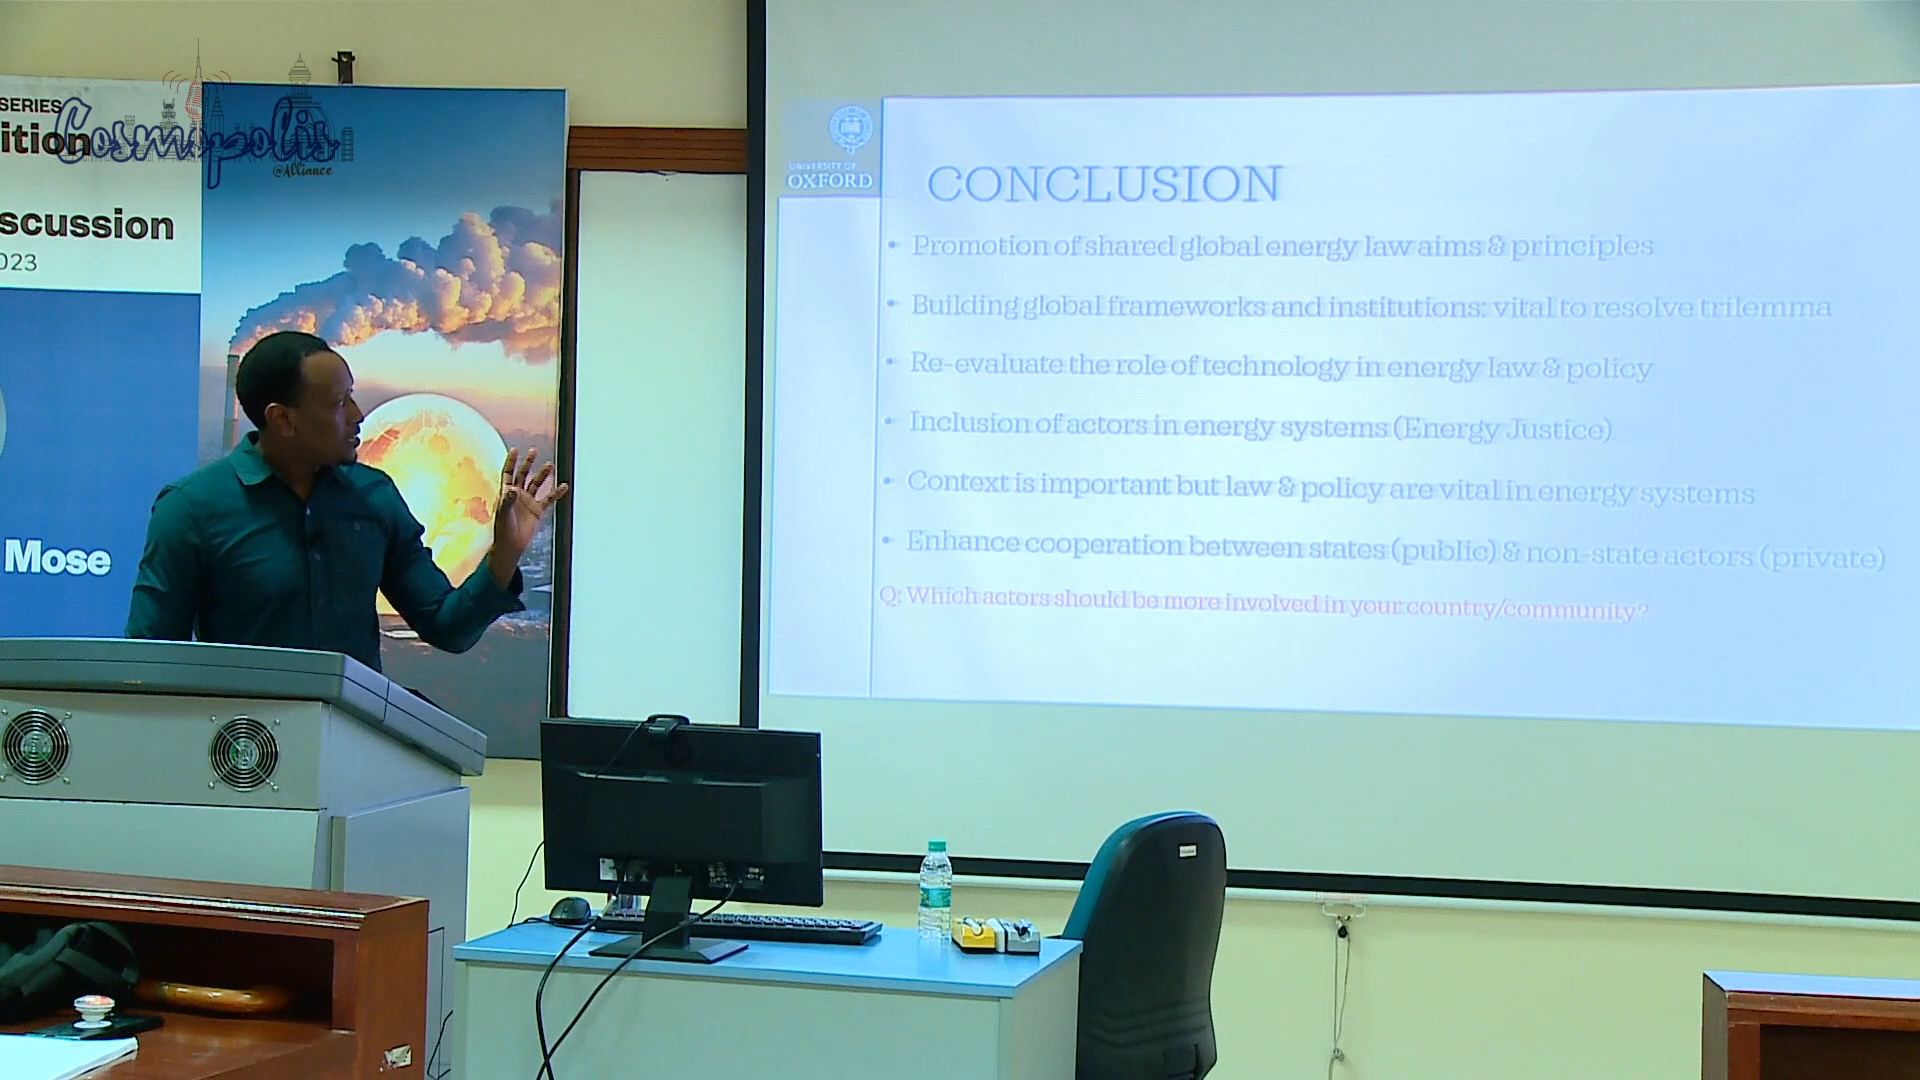 SERIES
ition
scussion
023
Mose
Cosmopolis
@Alliance
UNIVERSITY OF
OXFORD
CONCLUSION
• Promotion of shared global energy law aims & principles
• Building global frameworks and institutions: vital to resolve trilemma
• Re-evaluate the role of technology in energy law & policy
• Inclusion of actors in energy systems (Energy Justice)
• Context is important but law & policy are vital in energy systems
• Enhance cooperation between states (public) & non-state actors (private)
Q: Which actors should be more involved in your country/community?